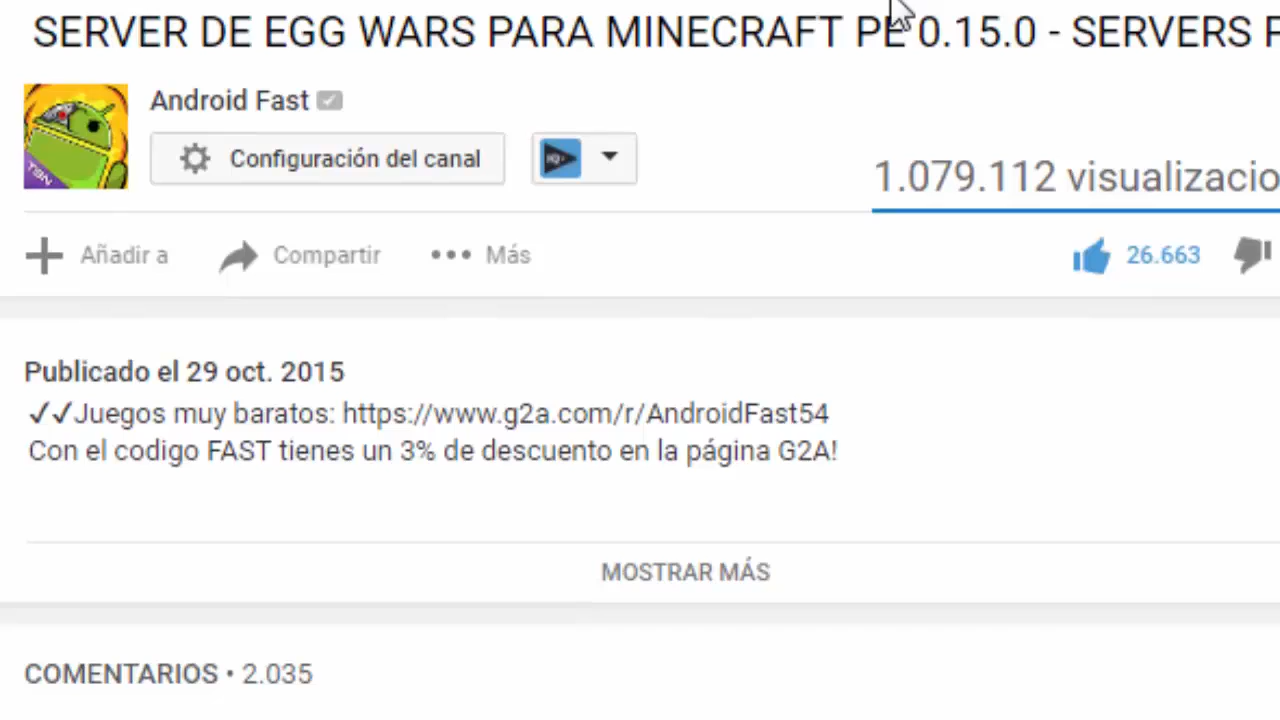 SERVER DE EGG WARS PARA MINECRAFT PE 0.15.0 - SERVERS
Android Fast
TGN
Configuración del canal
HQ
1.079.112 visualizacio
Añadir a
Compartir
Más
26.663
Publicado el 29 oct. 2015
✓✓Juegos muy baratos: https://www.g2a.com/r/AndroidFast54
Con el codigo FAST tienes un 3% de descuento en la página G2A!
MOSTRAR MÁS
COMENTARIOS • 2.035